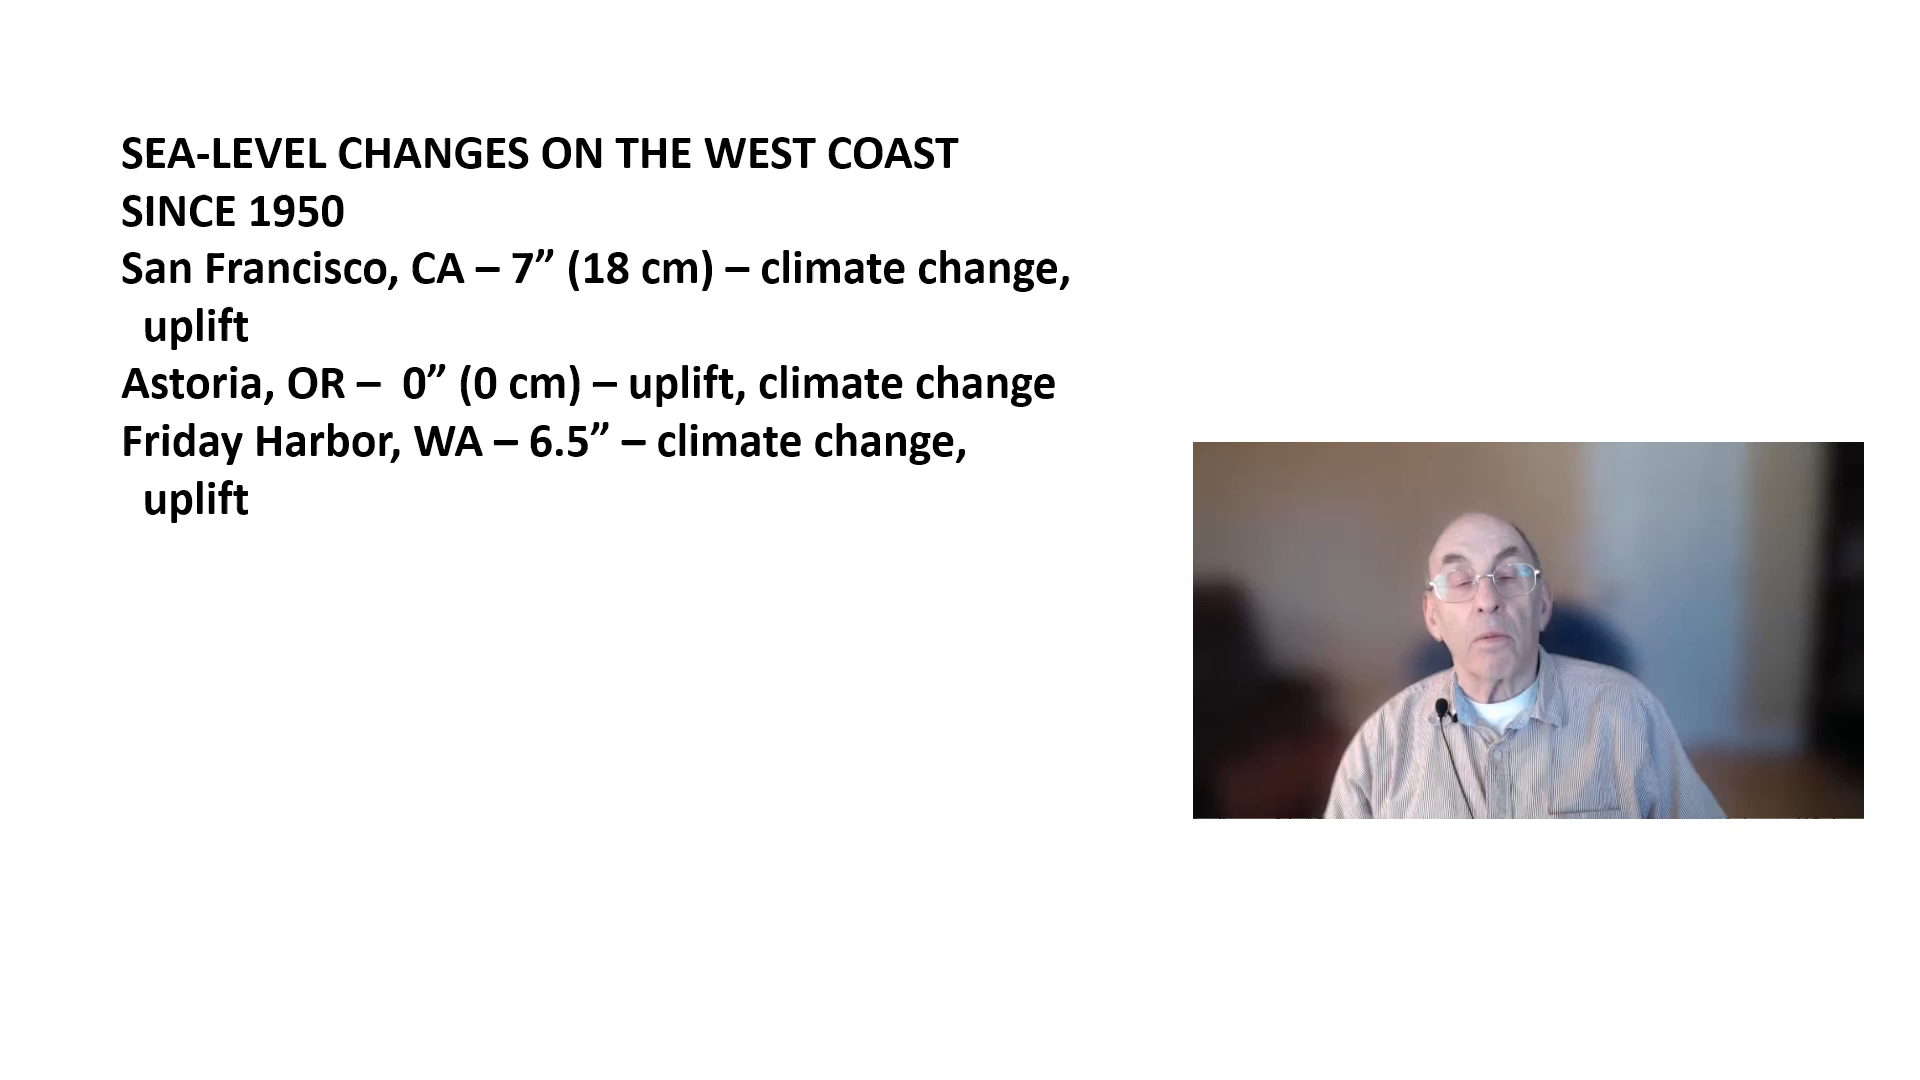 SEA-LEVEL CHANGES ON THE WEST COAST
SINCE 1950
San Francisco, CA – 7” (18 cm) – climate change,
uplift
Astoria, OR –  0” (0 cm) – uplift, climate change
Friday Harbor, WA – 6.5” – climate change,
uplift